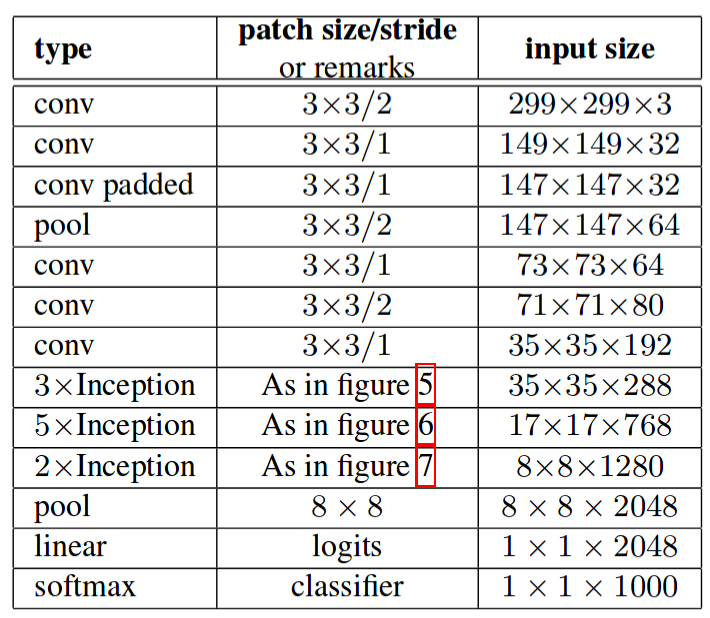 type patch size/stride or remarks input size
conv 3×3/2 299×299×3
conv 3×3/1 149×149×32
conv padded 3×3/1 147×147×32
pool 3×3/2 147×147×64
conv 3×3/1 73×73×64
conv 3×3/2 71×71×80
conv 3×3/1 35×35×192
3×Inception As in figure 5 35×35×288
5×Inception As in figure 6 17×17×768
2×Inception As in figure 7 8×8×1280
pool 8 × 8 8 × 8 × 2048
linear logits 1 × 1 × 2048
softmax classifier 1 × 1 × 1000